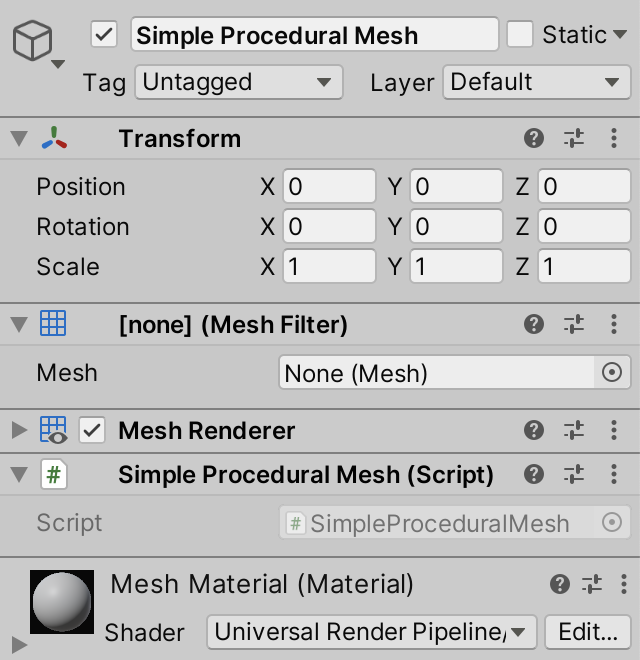 Simple Procedural Mesh Static
Tag Untagged Layer Default
Transform
Position X 0 Y 0 Z 0
Rotation X 0 Y 0 Z 0
Scale X 1 Y 1 Z 1
[none] (Mesh Filter)
Mesh None (Mesh)
Mesh Renderer
# Simple Procedural Mesh (Script)
Script # SimpleProceduralMesh
Mesh Material (Material)
Shader Universal Render Pipeline/ Edit...